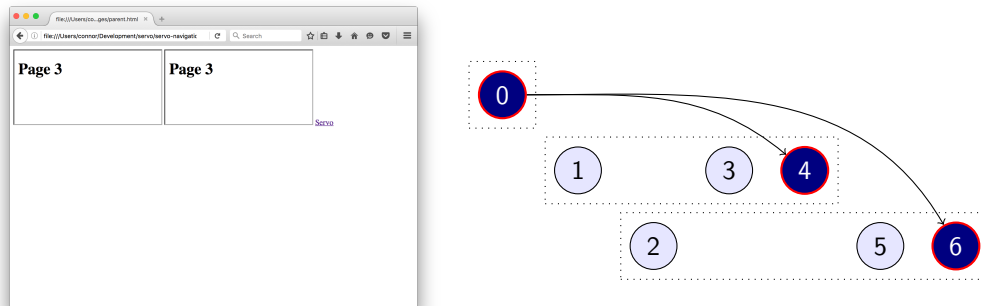 file:///Users/co...ges/parent.html
file:///Users/connor/Development/servo/servo-navigatio
Search
Page 3
Page 3
Servo
0
1
3
4
2
5
6